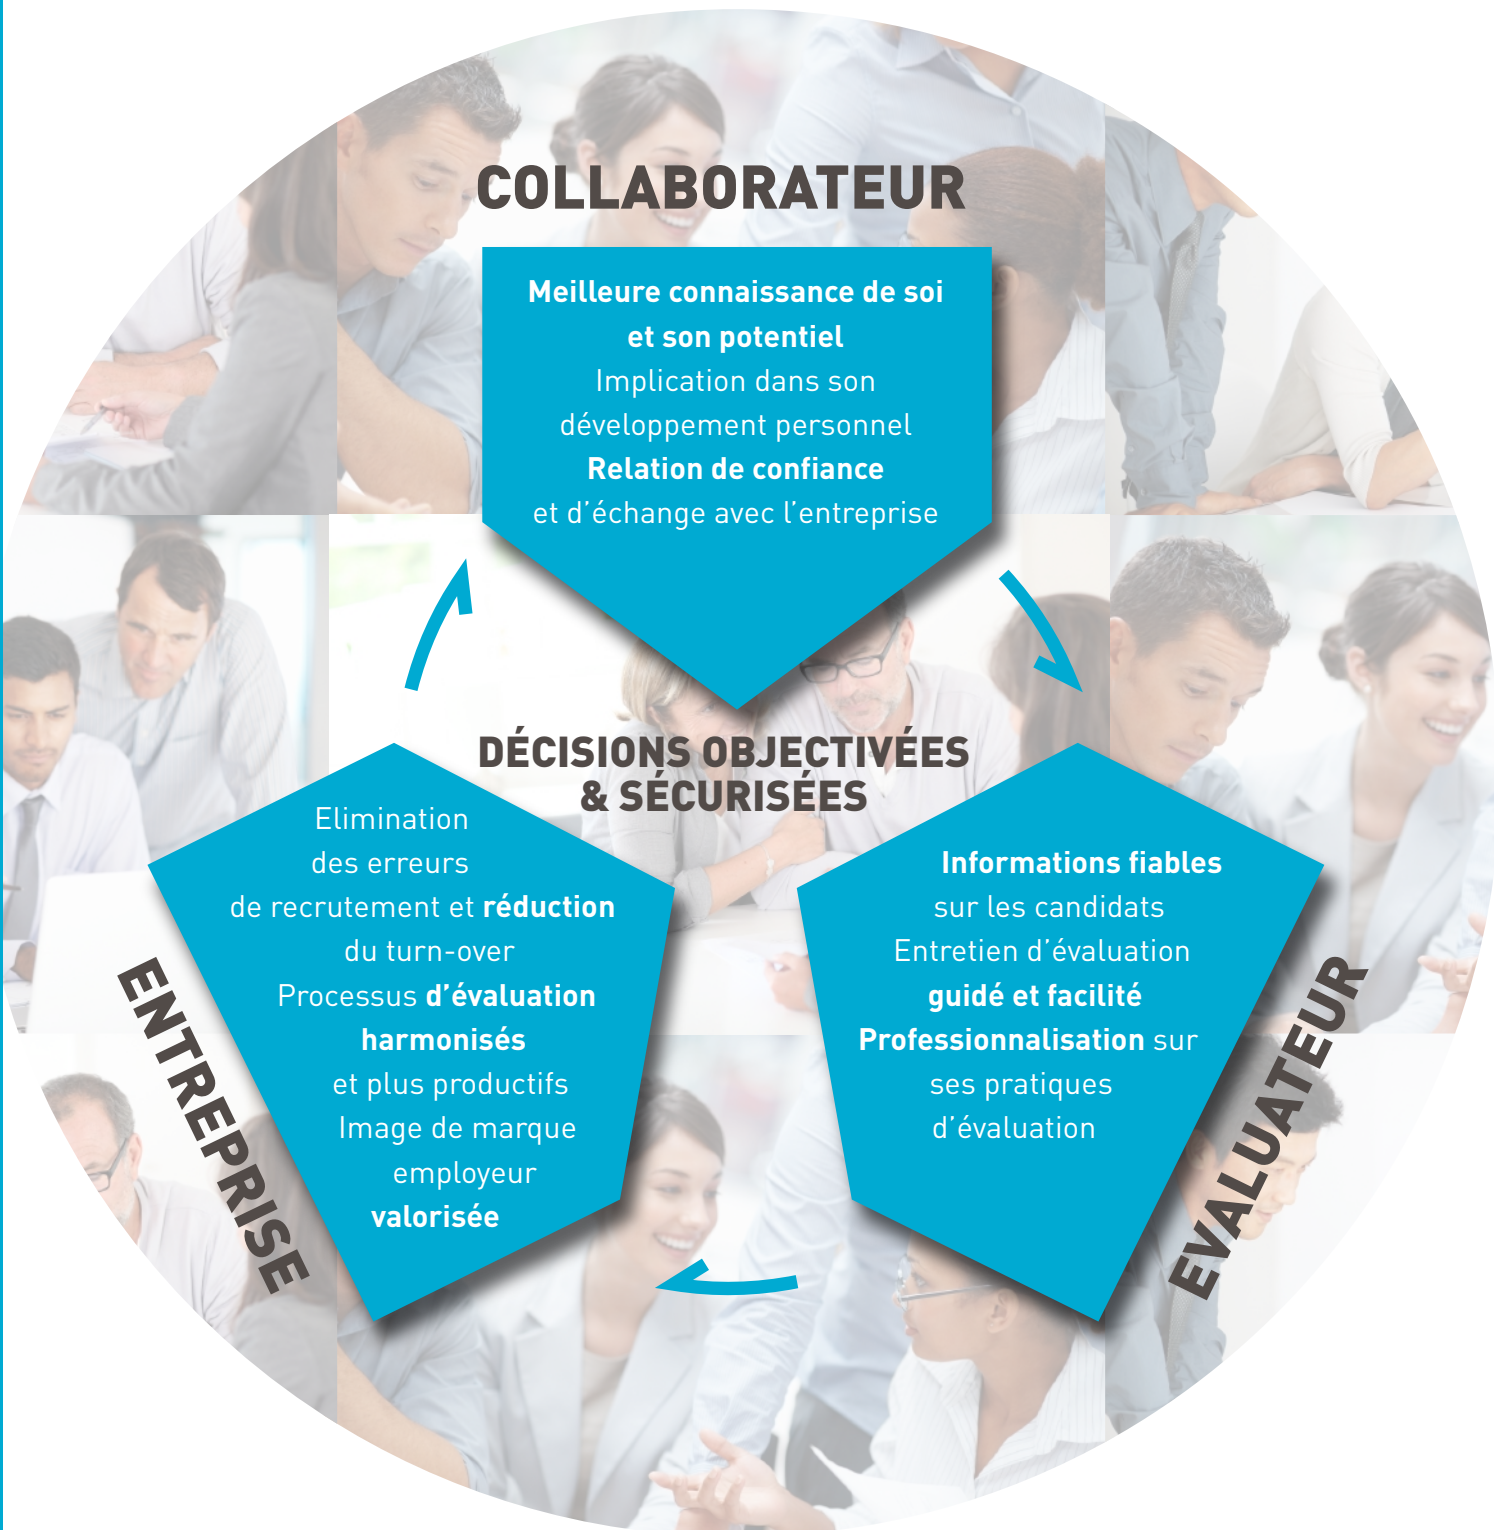 COLLABORATEUR
Meilleure connaissance de soi
et son potentiel
Implication dans son
développement personnel
Relation de confiance
et d'échange avec l'entreprise
DÉCISIONS OBJECTIVÉES
& SÉCURISÉES
Elimination
des erreurs
de recrutement et réduction
du turn-over
Processus d'évaluation
harmonisés
et plus productifs
Image de marque
employeur
valorisée
ENTREPRISE
Informations fiables
sur les candidats
Entretien d'évaluation
guidé et facilité
Professionnalisation sur
ses pratiques
d'évaluation
EVALUATEUR